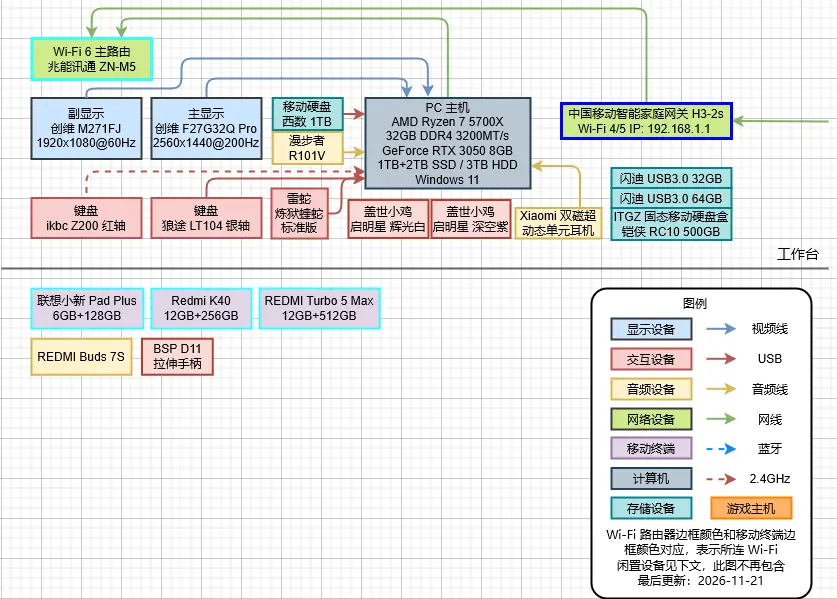 Wi-Fi 6 主路由
兆能讯通 ZN-M5
副显示
创维 M271FJ
1920x1080@60Hz
主显示
创维 F27G32Q Pro
2560x1440@200Hz
移动硬盘
西数 1TB
漫步者
R101V
PC 主机
AMD Ryzen 7 5700X
32GB DDR4 3200MT/s
GeForce RTX 3050 8GB
1TB+2TB SSD / 3TB HDD
Windows 11
中国移动智能家庭网关 H3-2s
Wi-Fi 4/5 IP: 192.168.1.1
键盘
ikbc Z200 红轴
键盘
狼途 LT104 银轴
雷蛇
炼狱蝰蛇
标准版
盖世小鸡
启明星 辉光白
盖世小鸡
启明星 深空紫
Xiaomi 双磁超
动态单元耳机
闪迪 USB3.0 32GB
闪迪 USB3.0 64GB
ITGZ 固态移动硬盘盒
铠侠 RC10 500GB
工作台
联想小新 Pad Plus
6GB+128GB
Redmi K40
12GB+256GB
REDMI Turbo 5 Max
12GB+512GB
REDMI Buds 7S
BSP D11
拉伸手柄
图例
显示设备
视频线
交互设备
USB
音频设备
音频线
网络设备
网线
移动终端
蓝牙
计算机
2.4GHz
存储设备
游戏主机
Wi-Fi 路由器边框颜色和移动终端边
框颜色对应，表示所连 Wi-Fi
闲置设备见下文，此图不再包含
最后更新：2026-11-21